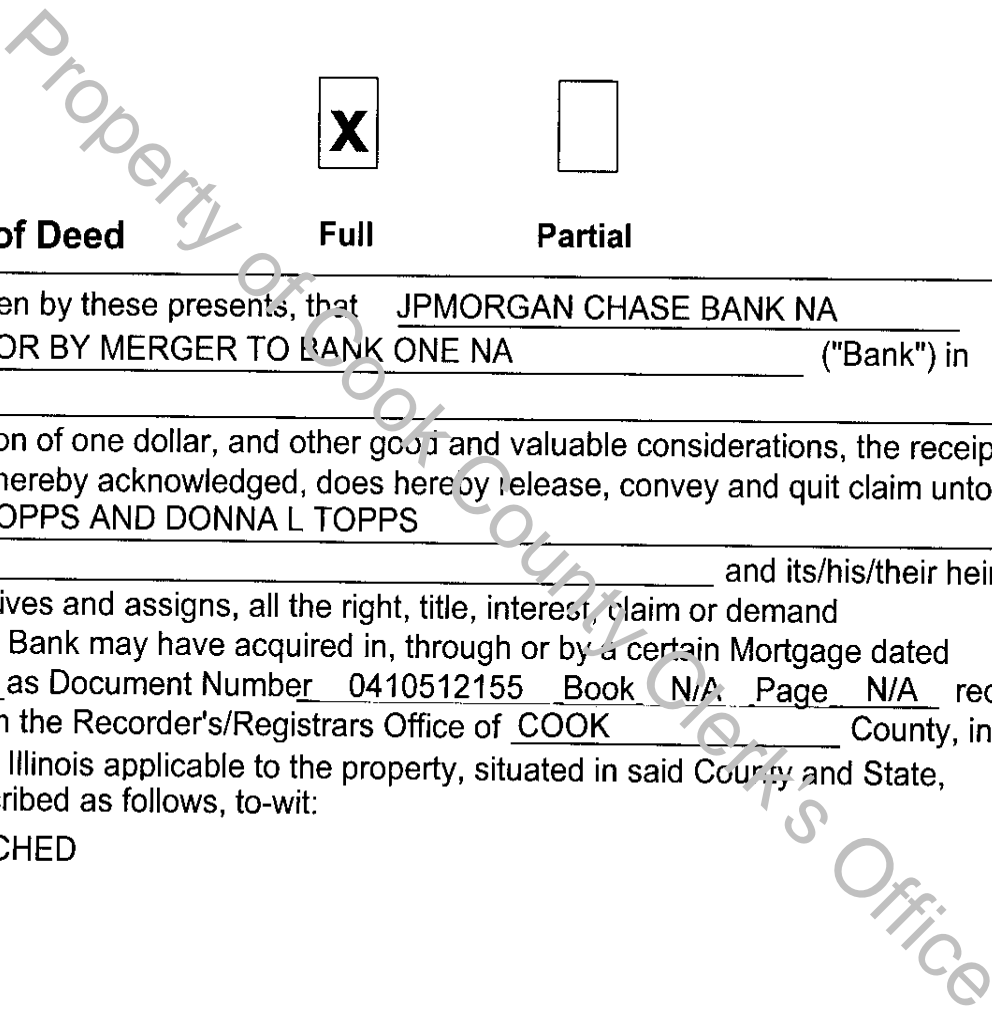 Property of Cook County Clerk's Office
X
of Deed Full Partial
en by these presents, that JPMORGAN CHASE BANK NA
OR BY MERGER TO BANK ONE NA ("Bank") in
on of one dollar, and other good and valuable considerations, the receip
hereby acknowledged, does hereby release, convey and quit claim unto
OPPS AND DONNA L TOPPS
and its/his/their heir
ives and assigns, all the right, title, interest, claim or demand
Bank may have acquired in, through or by a certain Mortgage dated
as Document Number 0410512155 Book N/A Page N/A rec
n the Recorder's/Registrars Office of COOK County, in
Illinois applicable to the property, situated in said County and State,
ribed as follows, to-wit:
CHED